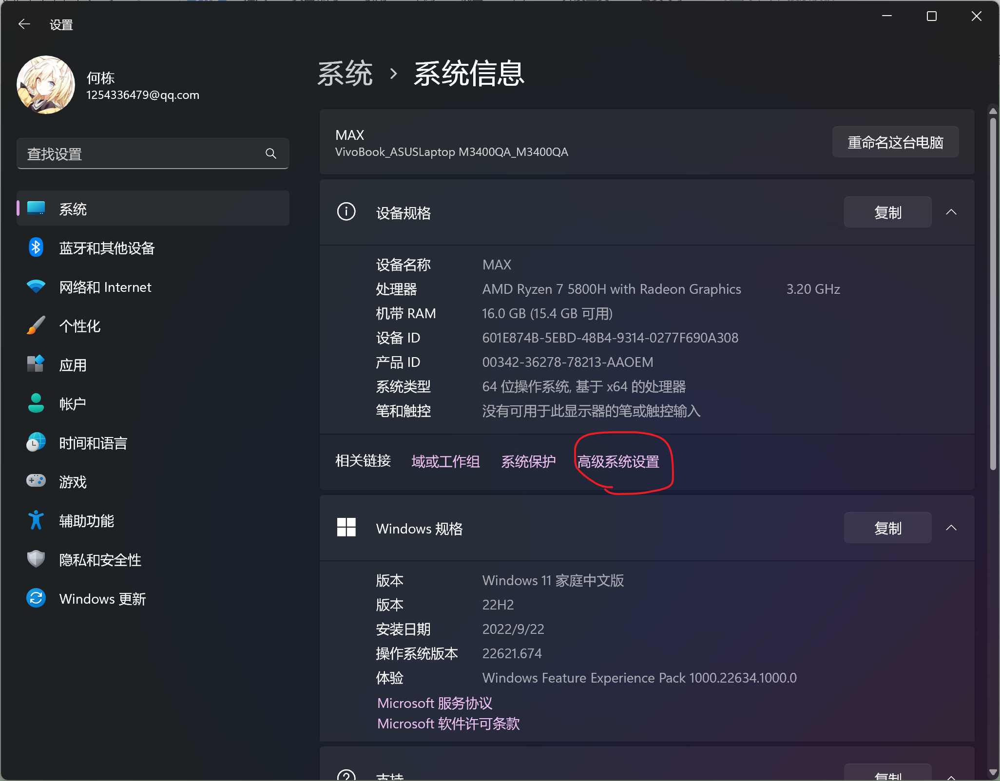 设置
何栋
1254336479@qq.com
查找设置
系统
蓝牙和其他设备
网络和 Internet
个性化
应用
帐户
时间和语言
游戏
辅助功能
隐私和安全性
Windows 更新
系统 › 系统信息
MAX
VivoBook_ASUSLaptop M3400QA_M3400QA
重命名这台电脑
设备规格
复制
设备名称 MAX
处理器 AMD Ryzen 7 5800H with Radeon Graphics 3.20 GHz
机带 RAM 16.0 GB (15.4 GB 可用)
设备 ID 601E874B-5EBD-48B4-9314-0277F690A308
产品 ID 00342-36278-78213-AAOEM
系统类型 64 位操作系统, 基于 x64 的处理器
笔和触控 没有可用于此显示器的笔或触控输入
相关链接 域或工作组 系统保护 高级系统设置
Windows 规格
复制
版本 Windows 11 家庭中文版
版本 22H2
安装日期 2022/9/22
操作系统版本 22621.674
体验 Windows Feature Experience Pack 1000.22634.1000.0
Microsoft 服务协议
Microsoft 软件许可条款
支持
复制